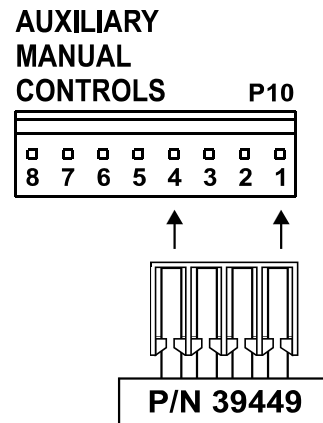 AUXILIARY
MANUAL
CONTROLS P10
8 7 6 5 4 3 2 1
P/N 39449